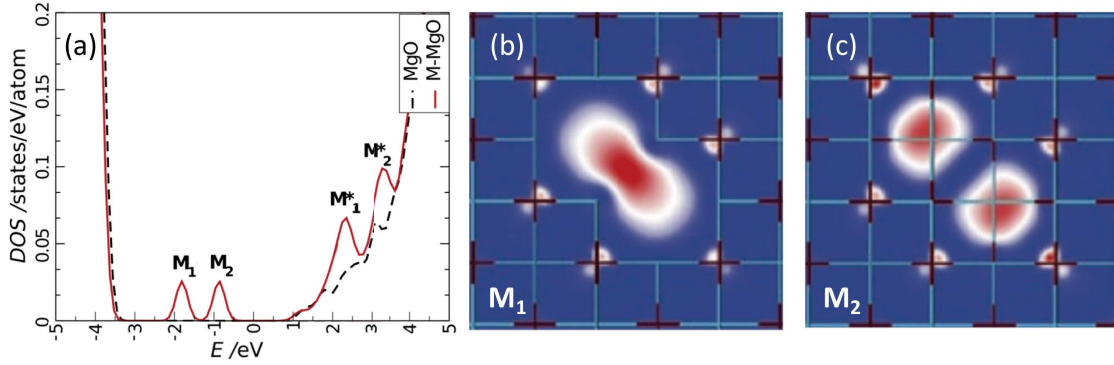 (a)
DOS /states/eV/atom
0.2
0.15
0.1
0.05
0
MgO
M-MgO
M₁
M₂
M*₁
M*₂
-5 -4 -3 -2 -1 0 1 2 3 4 5
E /eV
(b)
M₁
(c)
M₂